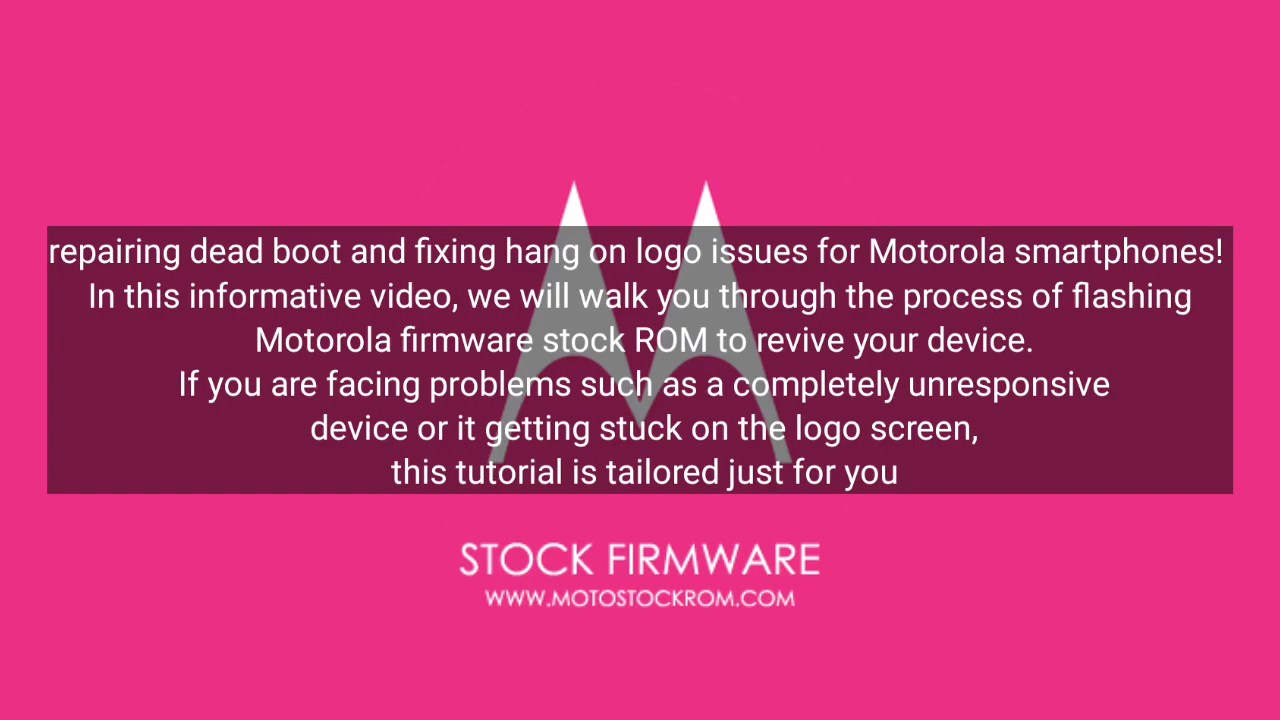 repairing dead boot and fixing hang on logo issues for Motorola smartphones!
In this informative video, we will walk you through the process of flashing
Motorola firmware stock ROM to revive your device.
If you are facing problems such as a completely unresponsive
device or it getting stuck on the logo screen,
this tutorial is tailored just for you
STOCK FIRMWARE
WWW.MOTOSTOCKROM.COM